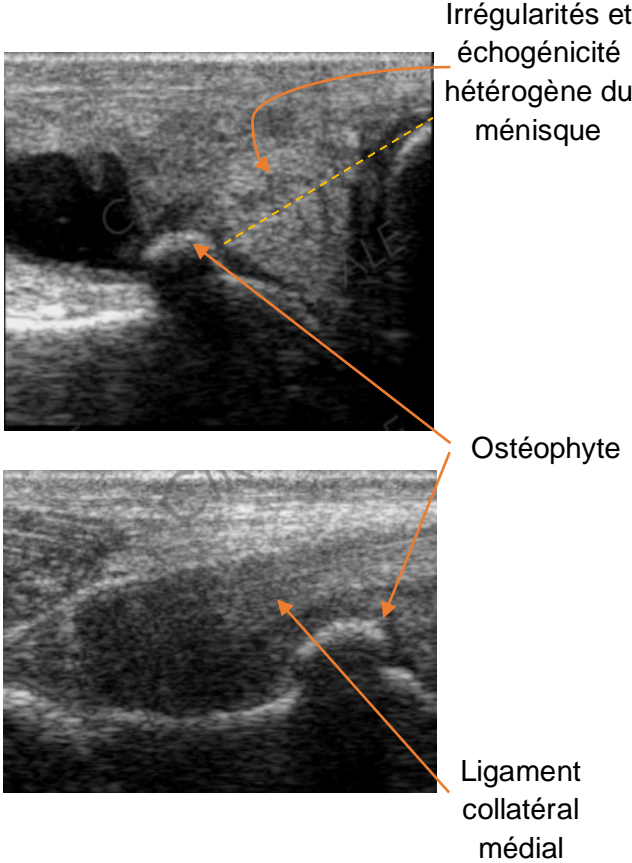 Irrégularités et
échogénicité
hétérogène du
ménisque
Ostéophyte
Ligament
collatéral
médial